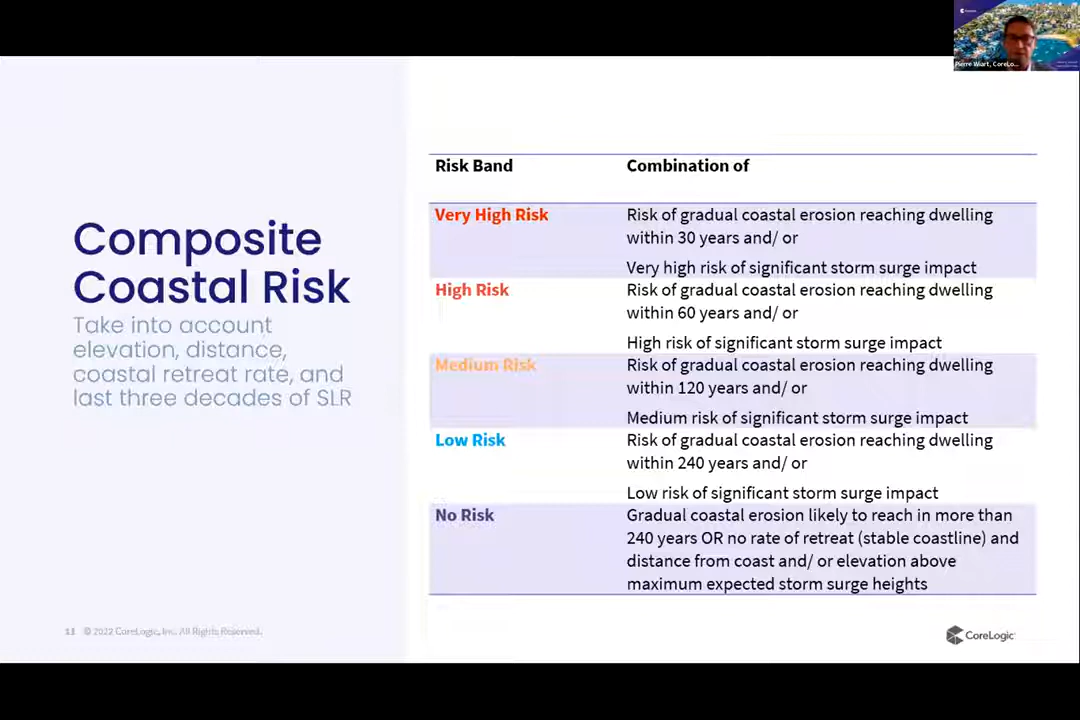 Pierre Wiart, CoreLo...
Composite
Coastal Risk
Take into account
elevation, distance,
coastal retreat rate, and
last three decades of SLR
Risk Band
Combination of
Very High Risk
Risk of gradual coastal erosion reaching dwelling
within 30 years and/ or
Very high risk of significant storm surge impact
High Risk
Risk of gradual coastal erosion reaching dwelling
within 60 years and/ or
High risk of significant storm surge impact
Medium Risk
Risk of gradual coastal erosion reaching dwelling
within 120 years and/ or
Medium risk of significant storm surge impact
Low Risk
Risk of gradual coastal erosion reaching dwelling
within 240 years and/ or
Low risk of significant storm surge impact
No Risk
Gradual coastal erosion likely to reach in more than
240 years OR no rate of retreat (stable coastline) and
distance from coast and/ or elevation above
maximum expected storm surge heights
13 © 2022 CoreLogic, Inc. All Rights Reserved.
CoreLogic